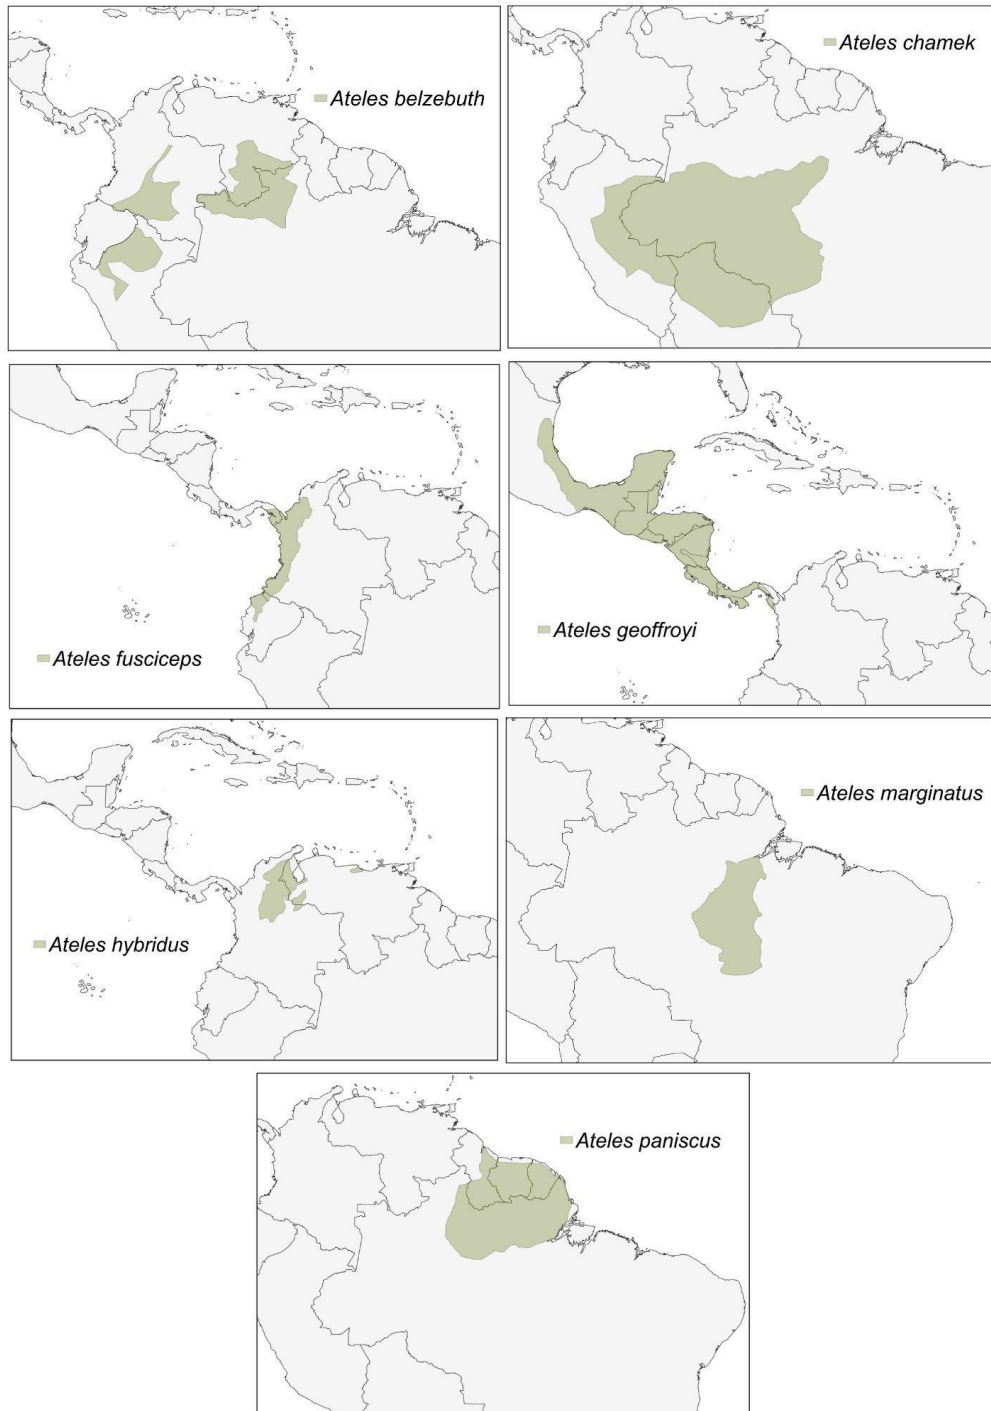 Ateles belzebuth
Ateles chamek
Ateles fusciceps
Ateles geoffroyi
Ateles hybridus
Ateles marginatus
Ateles paniscus